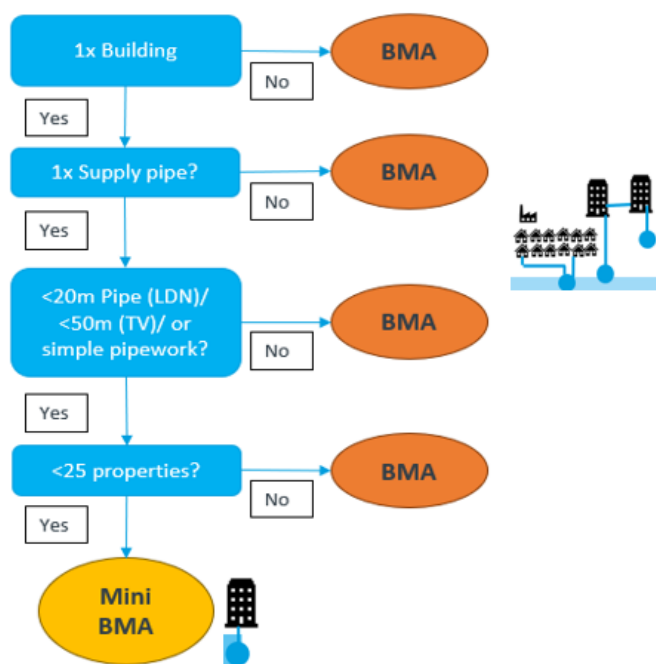 1x Building
No
BMA
Yes
1x Supply pipe?
No
BMA
Yes
<20m Pipe (LDN)/
<50m (TV)/ or
simple pipework?
No
BMA
Yes
<25 properties?
No
BMA
Yes
Mini
BMA